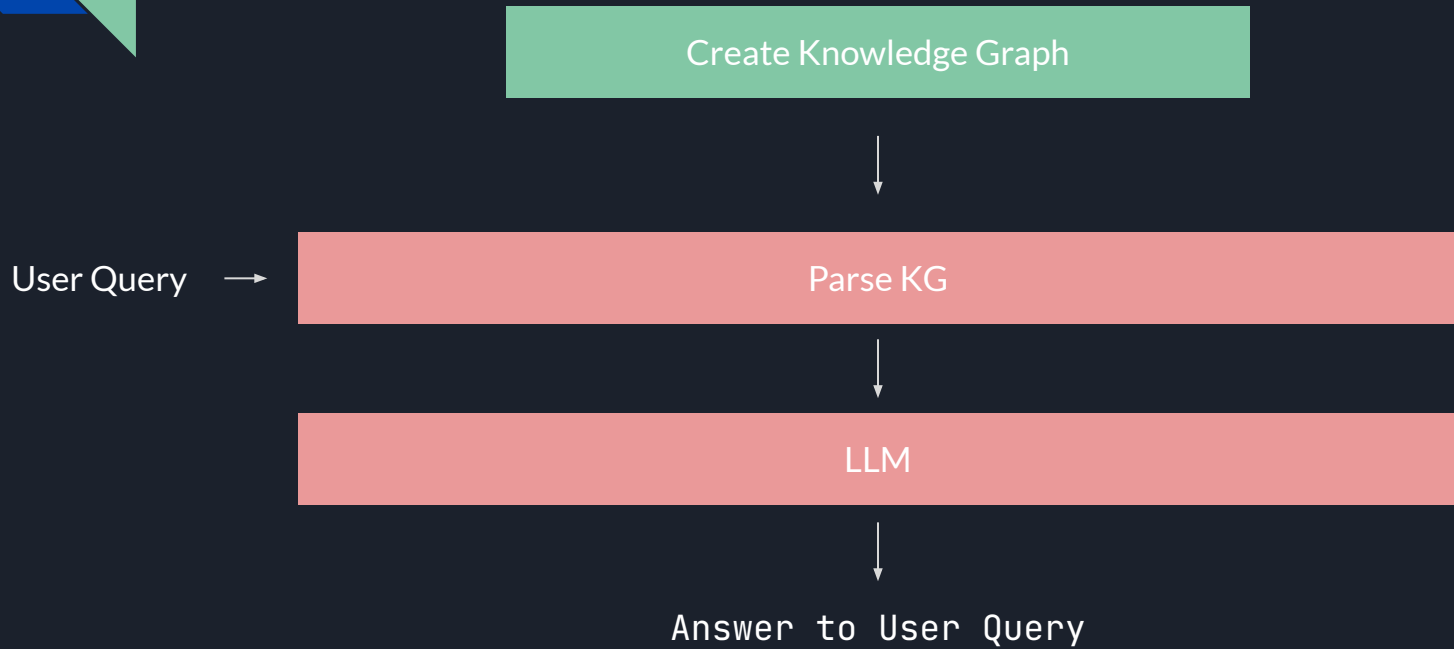 Create Knowledge Graph
User Query
Parse KG
LLM
Answer to User Query